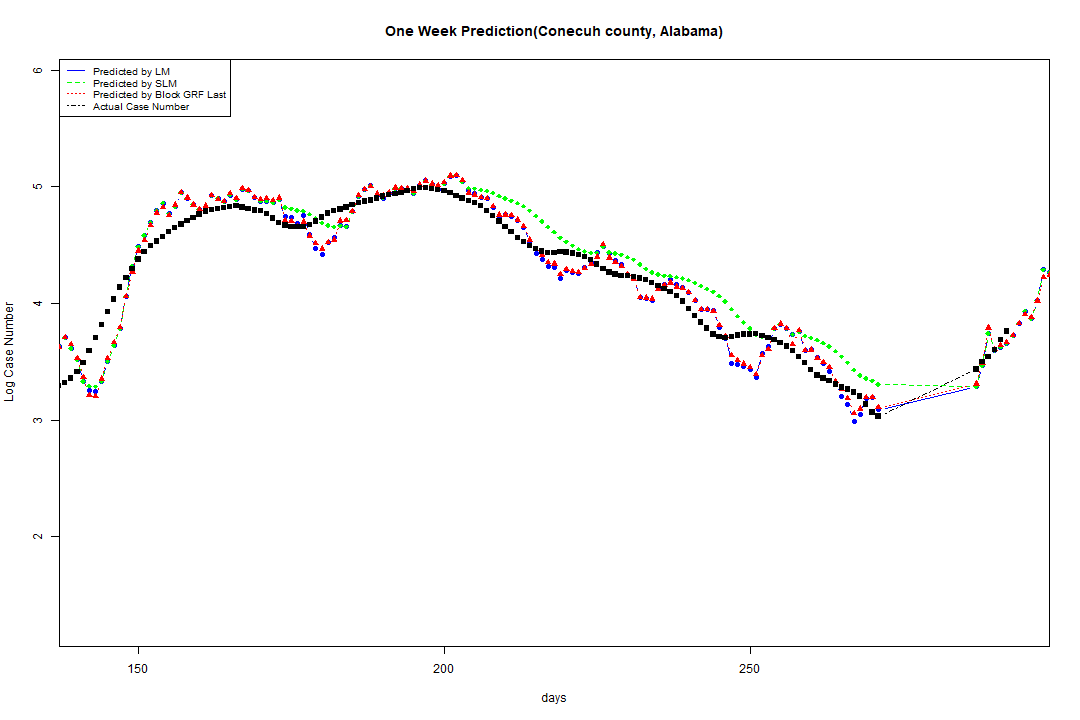 One Week Prediction(Conecuh county, Alabama)
Predicted by LM
Predicted by SLM
Predicted by Block GRF Last
Actual Case Number
6
5
4
3
2
Log Case Number
150 200 250
days